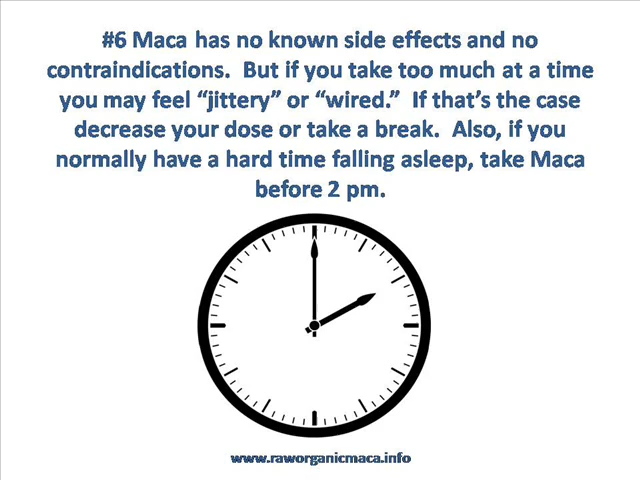 #6 Maca has no known side effects and no
contraindications.  But if you take too much at a time
you may feel “jittery” or “wired.”  If that’s the case
decrease your dose or take a break.  Also, if you
normally have a hard time falling asleep, take Maca
before 2 pm.
www.raworganicmaca.info